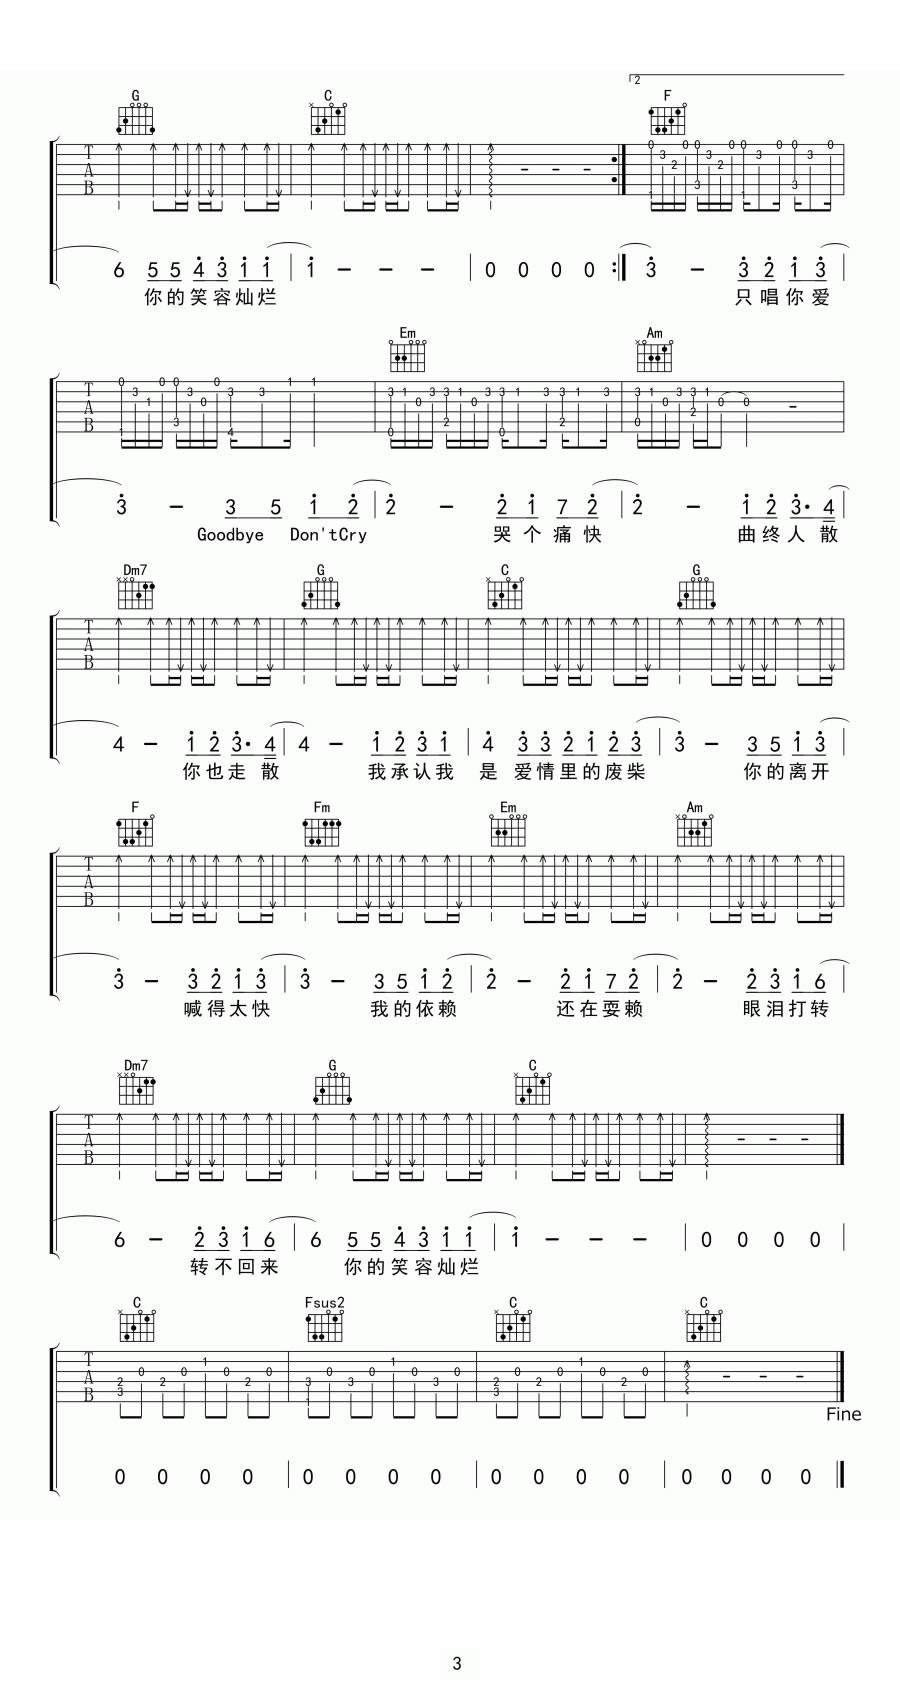 2
G C F
你的笑容灿烂 只唱你爱
6 5 5 4 3 1 1 1 - - - 0 0 0 0 3 - 3 2 1 3
Em Am
3 - 3 5 1 2 2 - 2 1 7 2 2 - 1 2 3· 4
Goodbye Don'tCry 哭个痛快 曲终人散
Dm7 G C G
4 - 1 2 3· 4 4 - 1 2 3 1 4 3 3 2 1 2 3 3 - 3 5 1 3
你也走散 我承认我 是 爱情里的废柴 你的离开
F Fm Em Am
3 - 3 2 1 3 3 - 3 5 1 2 2 - 2 1 7 2 2 - 2 3 1 6
喊得太快 我的依赖 还在耍赖 眼泪打转
Dm7 G C
6 - 2 3 1 6 6 5 5 4 3 1 1 1 - - - 0 0 0 0
转不回来 你的笑容灿烂
C Fsus2 C C
Fine
0 0 0 0 0 0 0 0 0 0 0 0 0 0 0 0
3